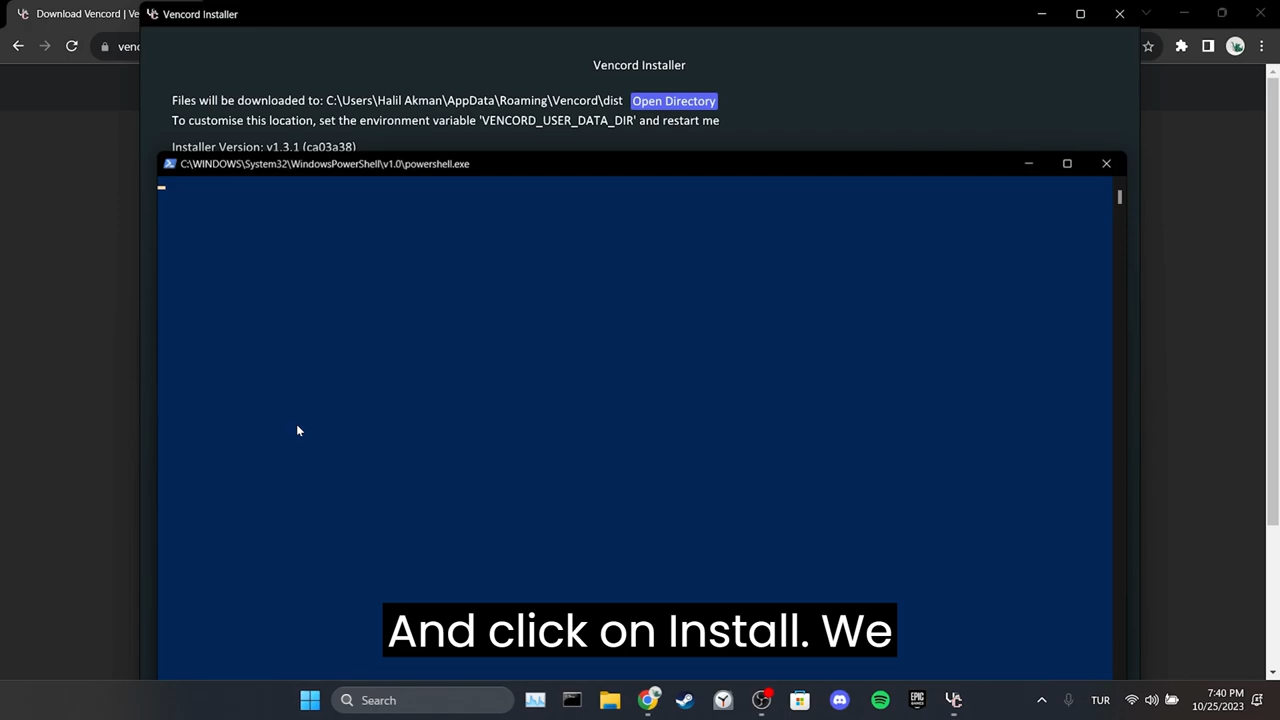 Download Vencord | Ve
Vencord Installer
venc
Vencord Installer
Files will be downloaded to: C:\Users\Halil Akman\AppData\Roaming\Vencord\dist Open Directory
To customise this location, set the environment variable 'VENCORD_USER_DATA_DIR' and restart me
Installer Version: v1.3.1 (ca03a38)
C:\WINDOWS\System32\WindowsPowerShell\v1.0\powershell.exe
And click on Install. We
Search
EPIC
GAMES
TUR
7:40 PM
10/25/2023